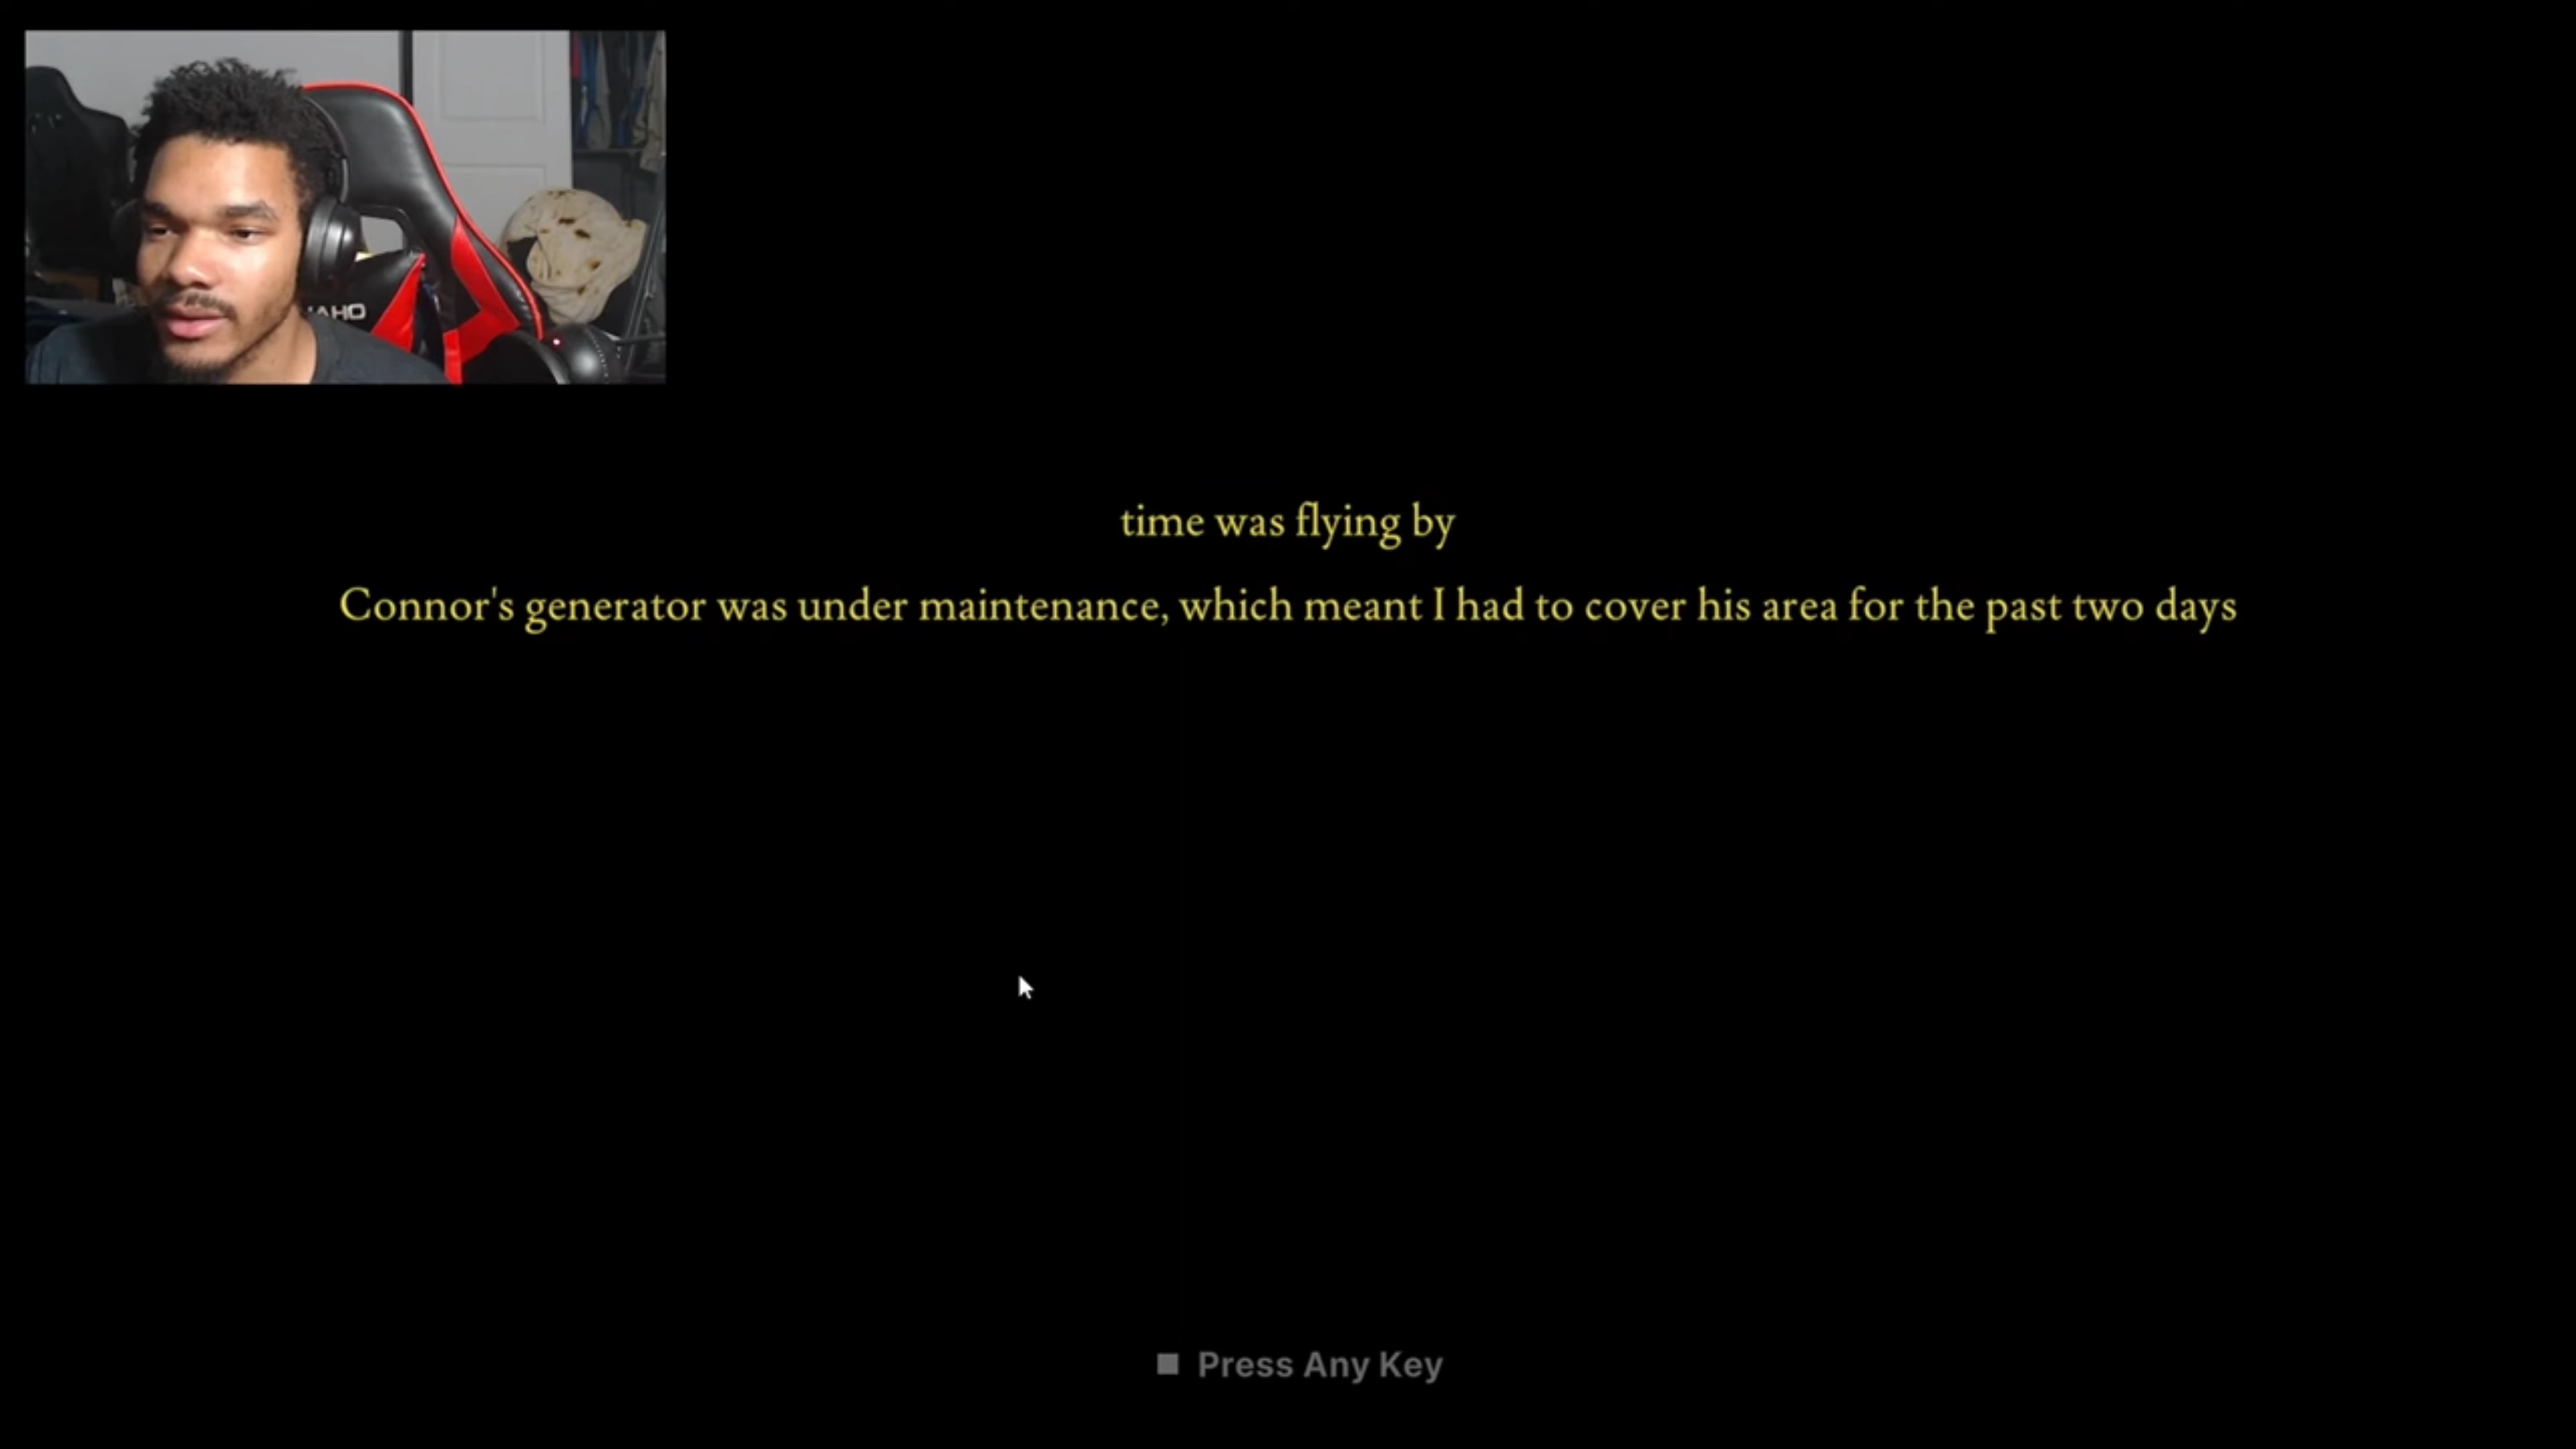 time was flying by
Connor's generator was under maintenance, which meant I had to cover his area for the past two days
Press Any Key